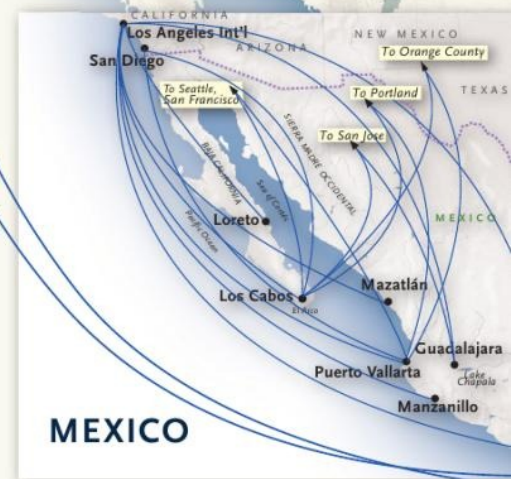 CALIFORNIA
Los Angeles Int'l
NEW MEXICO
ARIZONA
To Orange County
San Diego
To Seattle,
San Francisco
To Portland
TEXAS
To San Jose
SIERRA MADRE OCCIDENTAL
BAJA CALIFORNIA
Sea of Cortés
Pacific Ocean
Loreto
MEXICO
Los Cabos
El Arco
Mazatlán
Guadalajara
Puerto Vallarta
Lake
Chapala
Manzanillo
MEXICO